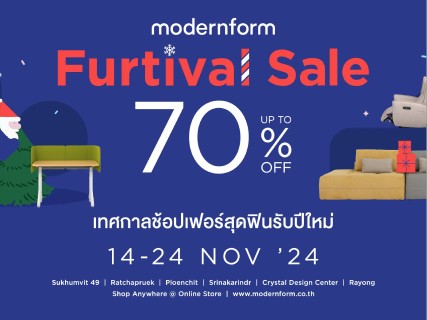 modernform
Furtival Sale
70 UP TO % OFF
เทศกาลช้อปเฟอร์สุดฟินรับปีใหม่
14-24 NOV ’24
Sukhumvit 49 | Ratchapruek | Ploenchit | Srinakarindr | Crystal Design Center | Rayong
Shop Anywhere @ Online Store | www.modernform.co.th